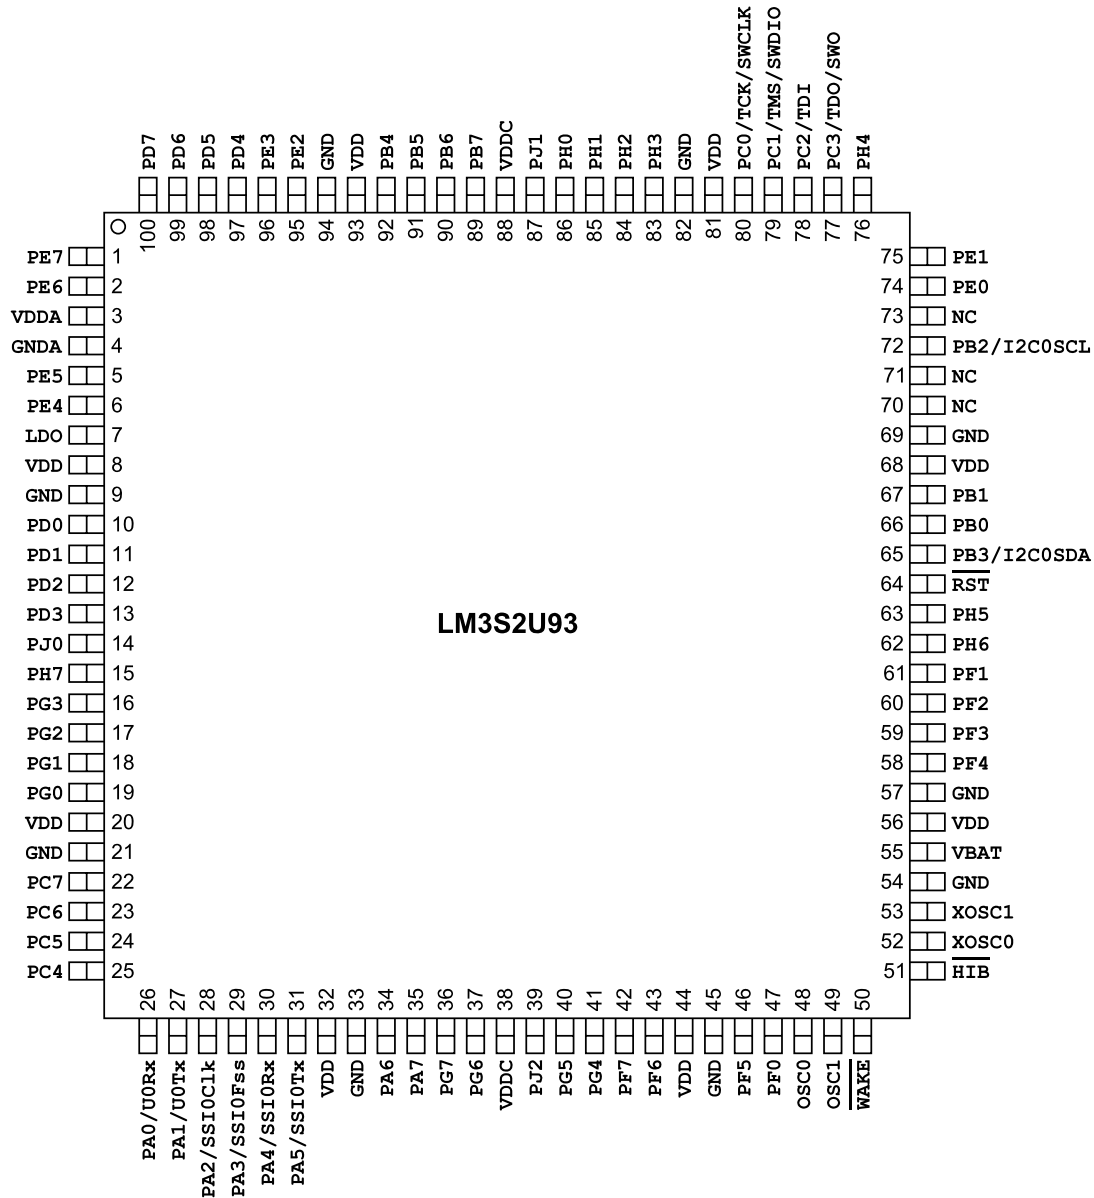 PC0/TCK/SWCLK
PC1/TMS/SWDIO
PC2/TDI
PC3/TDO/SWO
PD7
PD6
PD5
PD4
PE3
PE2
GND
VDD
PB4
PB5
PB6
PB7
VDDC
PJ1
PH0
PH1
PH2
PH3
GND
VDD
PH4
100
99
98
97
96
95
94
93
92
91
90
89
88
87
86
85
84
83
82
81
80
79
78
77
76
PE7 1
PE6 2
VDDA 3
GNDA 4
PE5 5
PE4 6
LDO 7
VDD 8
GND 9
PD0 10
PD1 11
PD2 12
PD3 13
PJ0 14
PH7 15
PG3 16
PG2 17
PG1 18
PG0 19
VDD 20
GND 21
PC7 22
PC6 23
PC5 24
PC4 25
LM3S2U93
75 PE1
74 PE0
73 NC
72 PB2/I2C0SCL
71 NC
70 NC
69 GND
68 VDD
67 PB1
66 PB0
65 PB3/I2C0SDA
64 RST
63 PH5
62 PH6
61 PF1
60 PF2
59 PF3
58 PF4
57 GND
56 VDD
55 VBAT
54 GND
53 XOSC1
52 XOSC0
51 HIB
26
27
28
29
30
31
32
33
34
35
36
37
38
39
40
41
42
43
44
45
46
47
48
49
50
PA0/U0Rx
PA1/U0Tx
PA2/SSI0Clk
PA3/SSI0Fss
PA4/SSI0Rx
PA5/SSI0Tx
VDD
GND
PA6
PA7
PG7
PG6
VDDC
PJ2
PG5
PG4
PF7
PF6
VDD
GND
PF5
PF0
OSC0
OSC1
WAKE